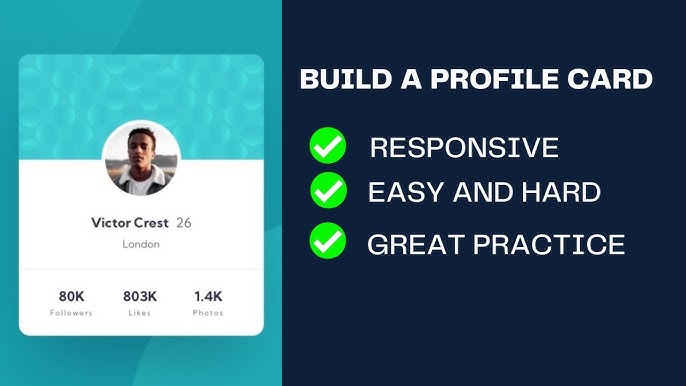 Victor Crest 26
London
80K 803K 1.4K
Followers Likes Photos
BUILD A PROFILE CARD
RESPONSIVE
EASY AND HARD
GREAT PRACTICE